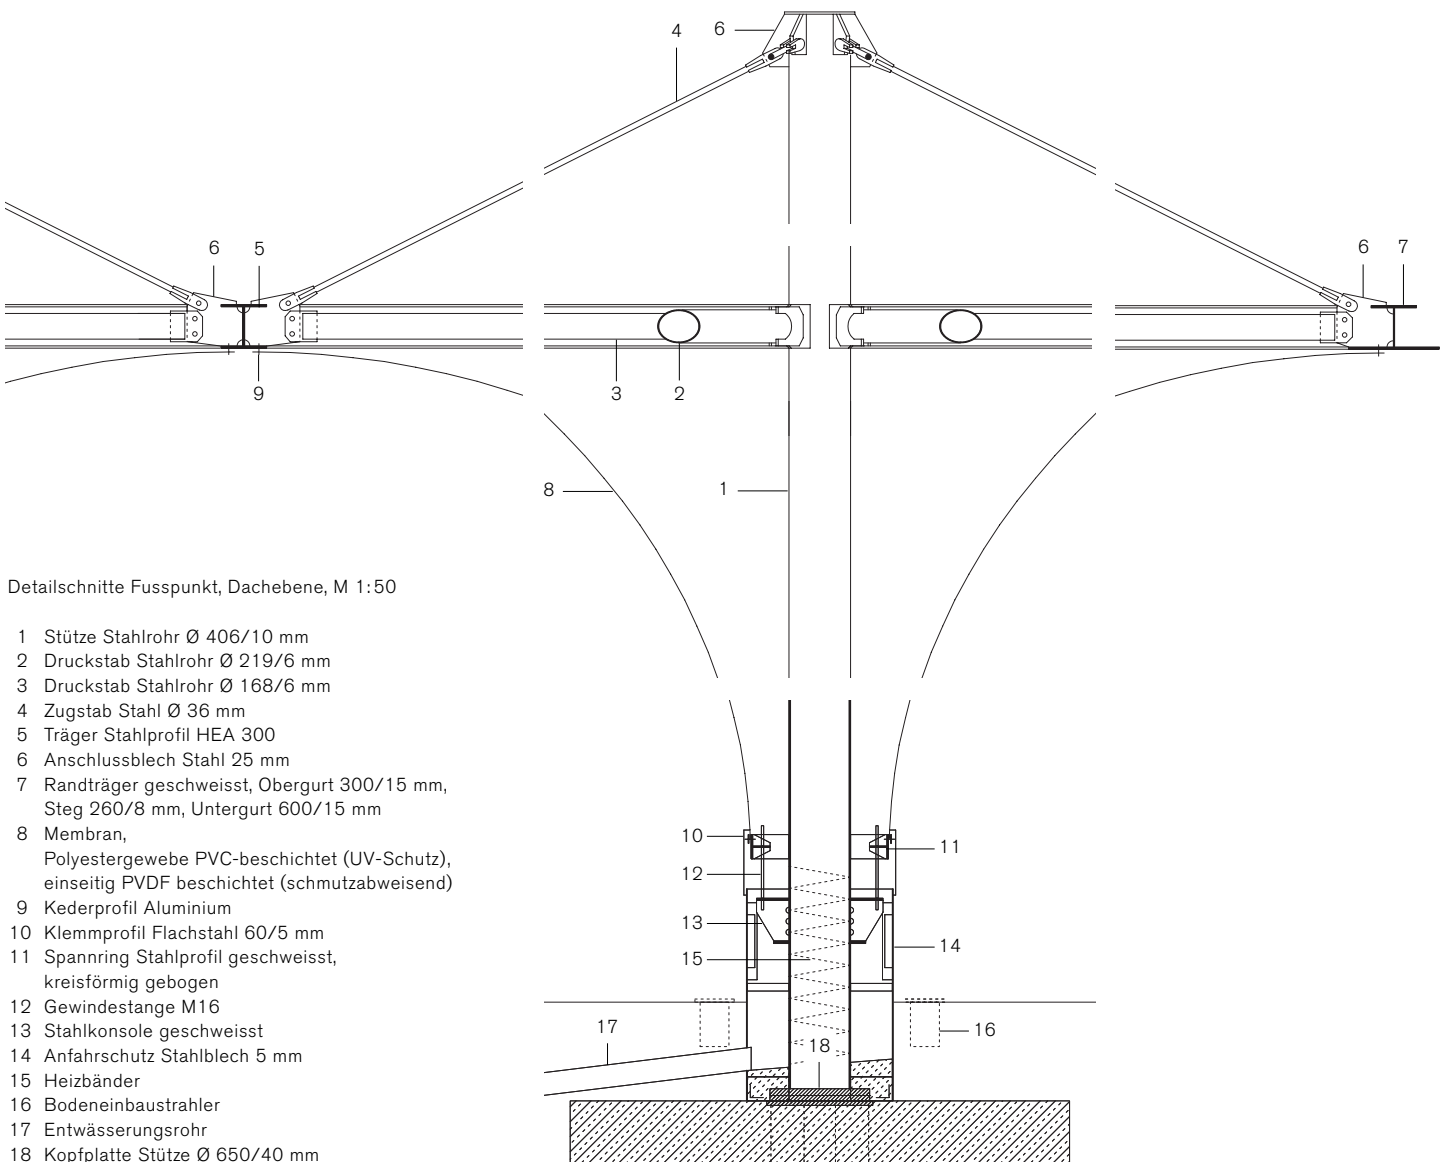 4
6
6
5
6
7
9
3
2
8
1
Detailschnitte Fusspunkt, Dachebene, M 1:50
1 Stütze Stahlrohr Ø 406/10 mm
2 Druckstab Stahlrohr Ø 219/6 mm
3 Druckstab Stahlrohr Ø 168/6 mm
4 Zugstab Stahl Ø 36 mm
5 Träger Stahlprofil HEA 300
6 Anschlussblech Stahl 25 mm
7 Randträger geschweisst, Obergurt 300/15 mm,
Steg 260/8 mm, Untergurt 600/15 mm
8 Membran,
Polyestergewebe PVC-beschichtet (UV-Schutz),
einseitig PVDF beschichtet (schmutzabweisend)
9 Kederprofil Aluminium
10 Klemmprofil Flachstahl 60/5 mm
11 Spannring Stahlprofil geschweisst,
kreisförmig gebogen
12 Gewindestange M16
13 Stahlkonsole geschweisst
14 Anfahrschutz Stahlblech 5 mm
15 Heizbänder
16 Bodeneinbaustrahler
17 Entwässerungsrohr
18 Kopfplatte Stütze Ø 650/40 mm
10
11
12
13
14
15
17
16
18